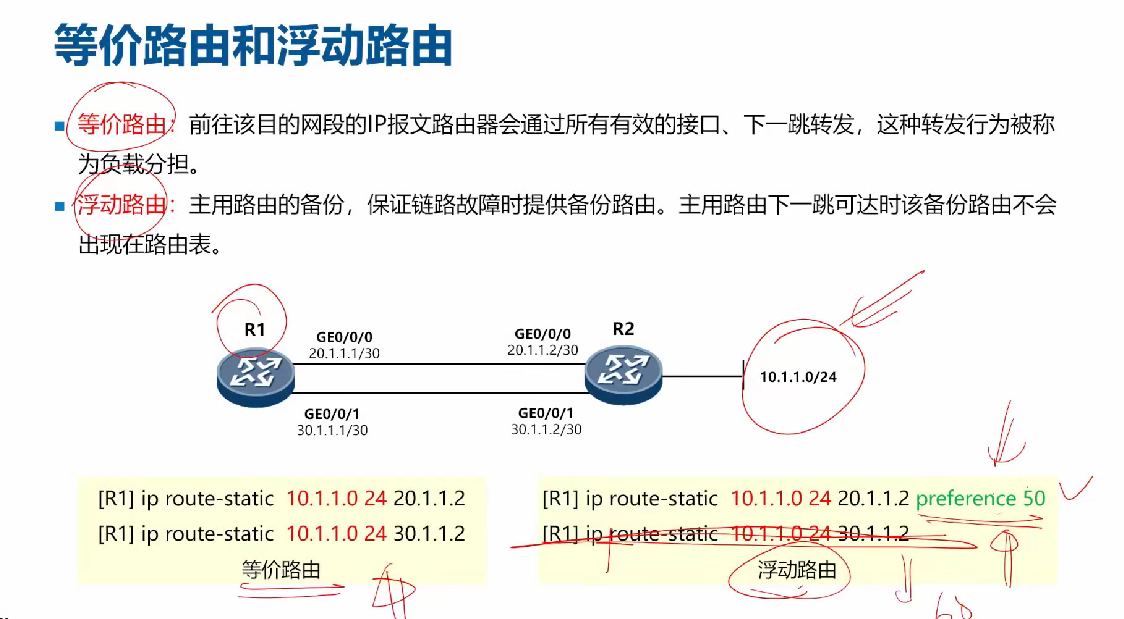 等价路由和浮动路由
等价路由：前往该目的网段的IP报文路由器会通过所有有效的接口、下一跳转发，这种转发行为被称
为负载分担。
浮动路由：主用路由的备份，保证链路故障时提供备份路由。主用路由下一跳可达时该备份路由不会
出现在路由表。
R1
GE0/0/0
20.1.1.1/30
GE0/0/0
20.1.1.2/30
R2
10.1.1.0/24
GE0/0/1
30.1.1.1/30
GE0/0/1
30.1.1.2/30
[R1] ip route-static 10.1.1.0 24 20.1.1.2
[R1] ip route-static 10.1.1.0 24 30.1.1.2
等价路由
[R1] ip route-static 10.1.1.0 24 20.1.1.2 preference 50
[R1] ip route-static 10.1.1.0 24 30.1.1.2
浮动路由